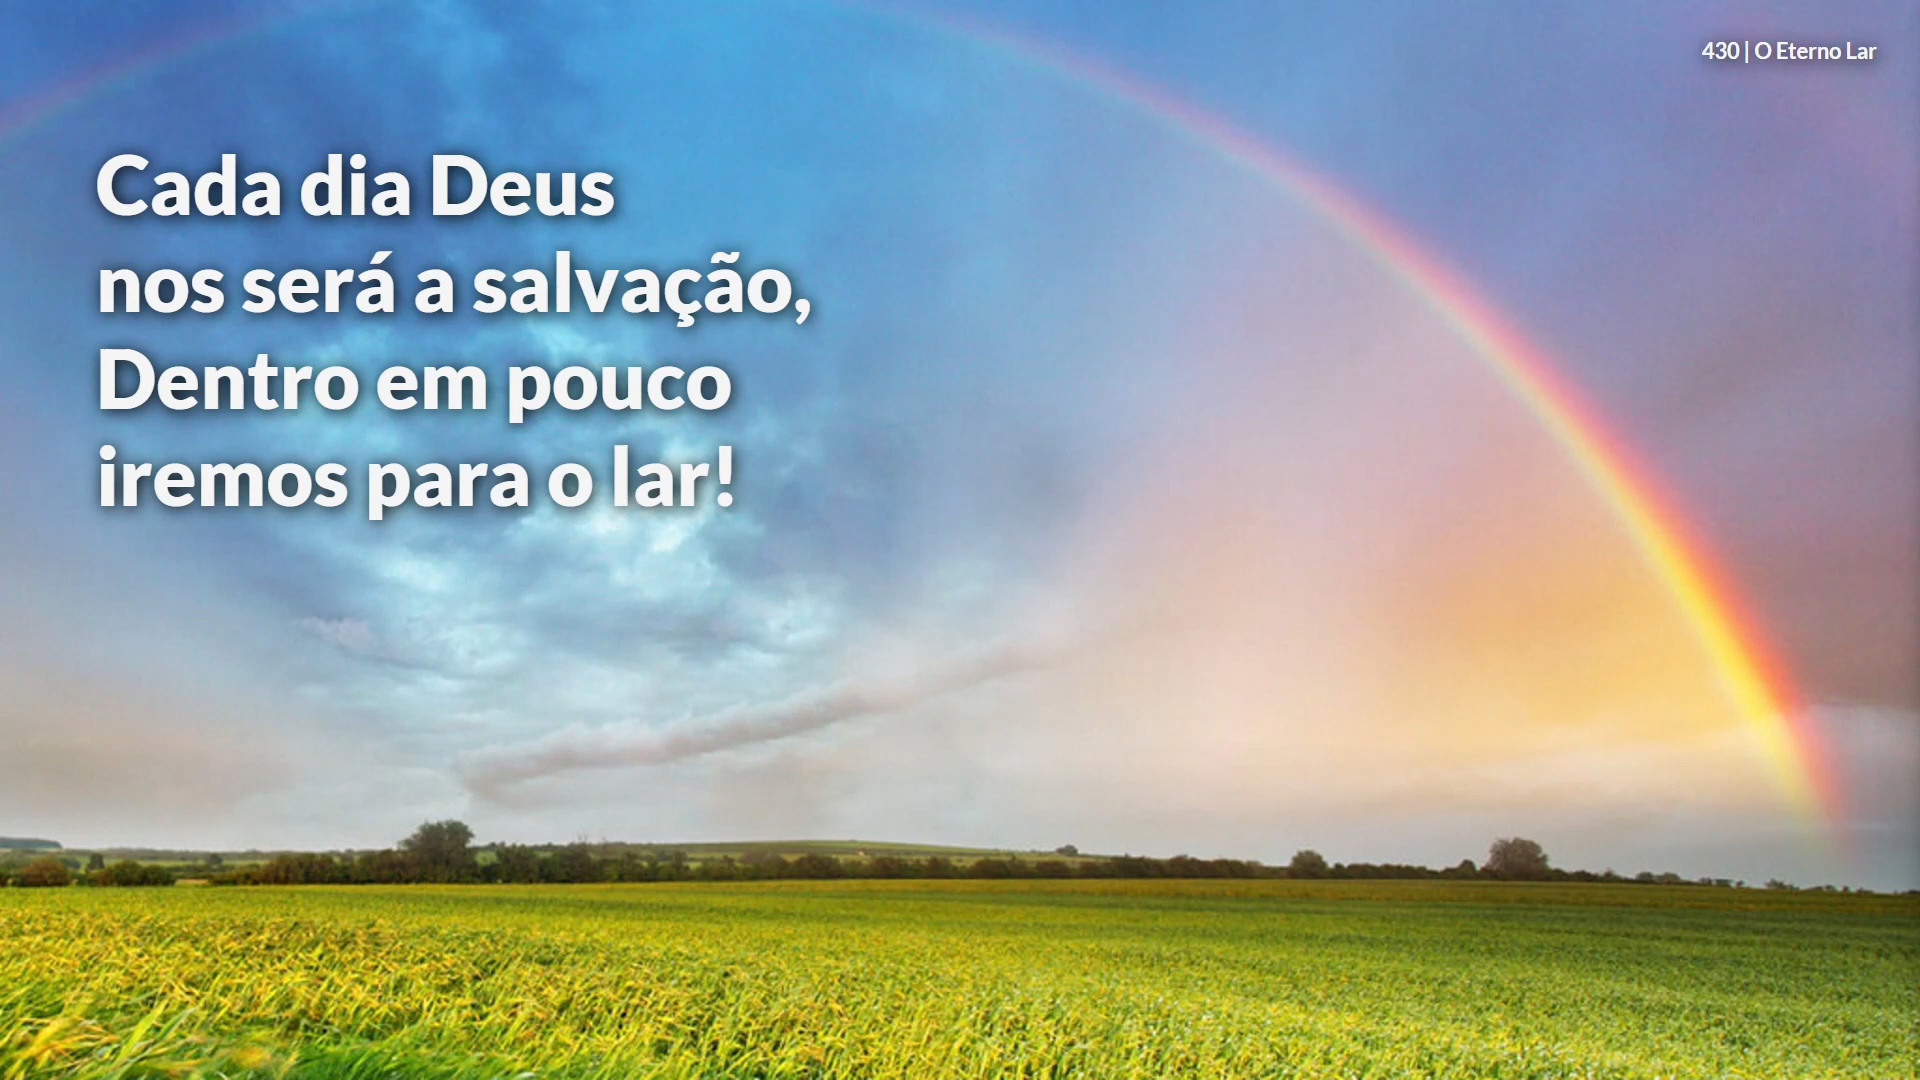 430 | O Eterno Lar
Cada dia Deus
nos será a salvação,
Dentro em pouco
iremos para o lar!